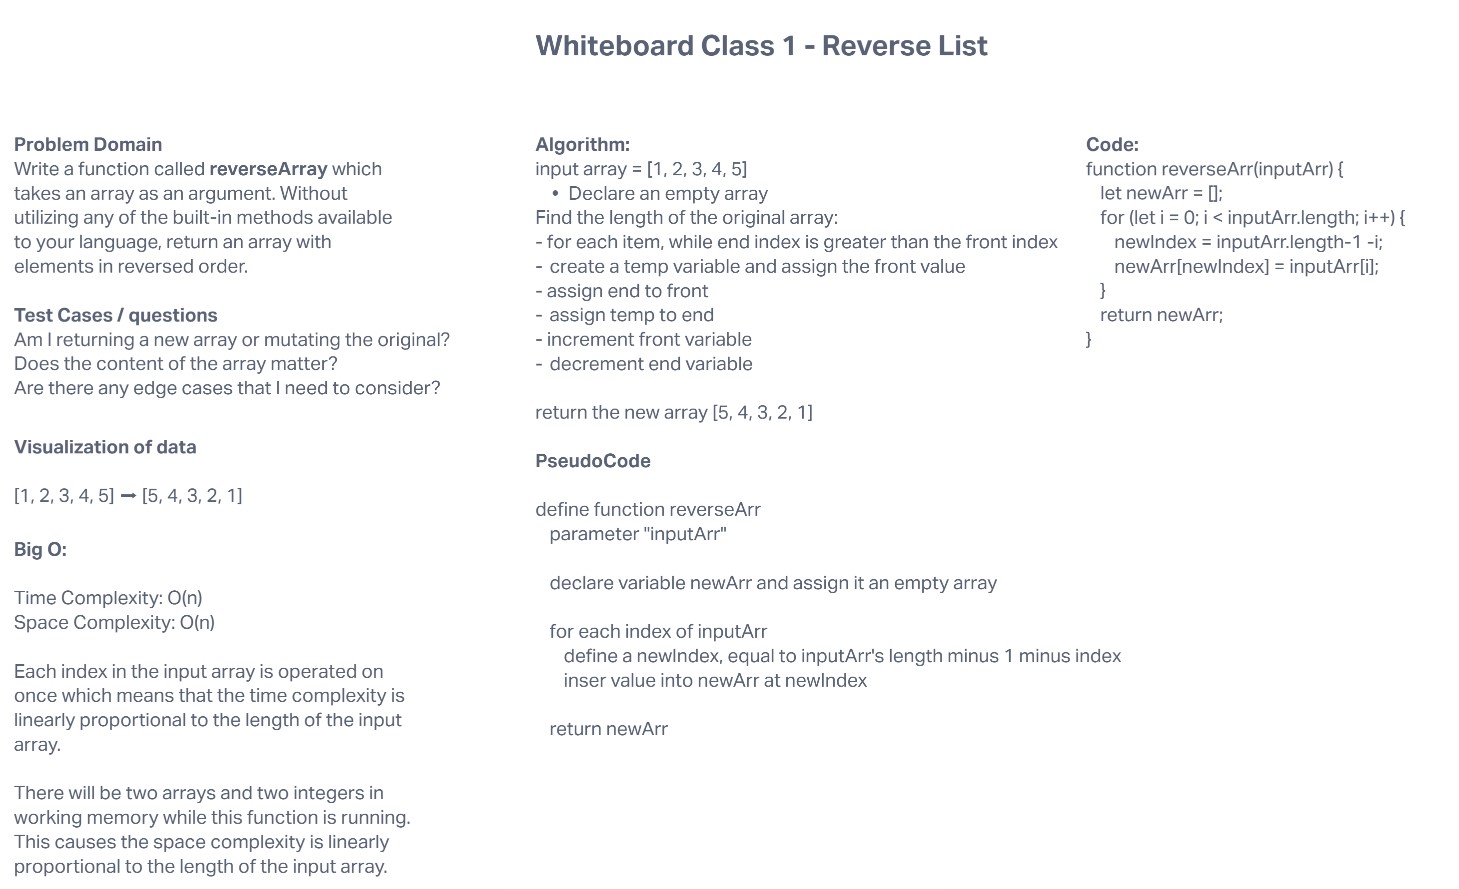 Whiteboard Class 1 - Reverse List
Problem Domain
Write a function called reverseArray which
takes an array as an argument. Without
utilizing any of the built-in methods available
to your language, return an array with
elements in reversed order.
Test Cases / questions
Am I returning a new array or mutating the original?
Does the content of the array matter?
Are there any edge cases that I need to consider?
Visualization of data
[1, 2, 3, 4, 5] ➞ [5, 4, 3, 2, 1]
Big O:
Time Complexity: O(n)
Space Complexity: O(n)
Each index in the input array is operated on
once which means that the time complexity is
linearly proportional to the length of the input
array.
There will be two arrays and two integers in
working memory while this function is running.
This causes the space complexity is linearly
proportional to the length of the input array.
Algorithm:
input array = [1, 2, 3, 4, 5]
• Declare an empty array
Find the length of the original array:
- for each item, while end index is greater than the front index
- create a temp variable and assign the front value
- assign end to front
- assign temp to end
- increment front variable
- decrement end variable
return the new array [5, 4, 3, 2, 1]
PseudoCode
define function reverseArr
parameter "inputArr"
declare variable newArr and assign it an empty array
for each index of inputArr
define a newIndex, equal to inputArr's length minus 1 minus index
inser value into newArr at newIndex
return newArr
Code:
function reverseArr(inputArr) {
let newArr = [];
for (let i = 0; i < inputArr.length; i++) {
newIndex = inputArr.length-1 -i;
newArr[newIndex] = inputArr[i];
}
return newArr;
}